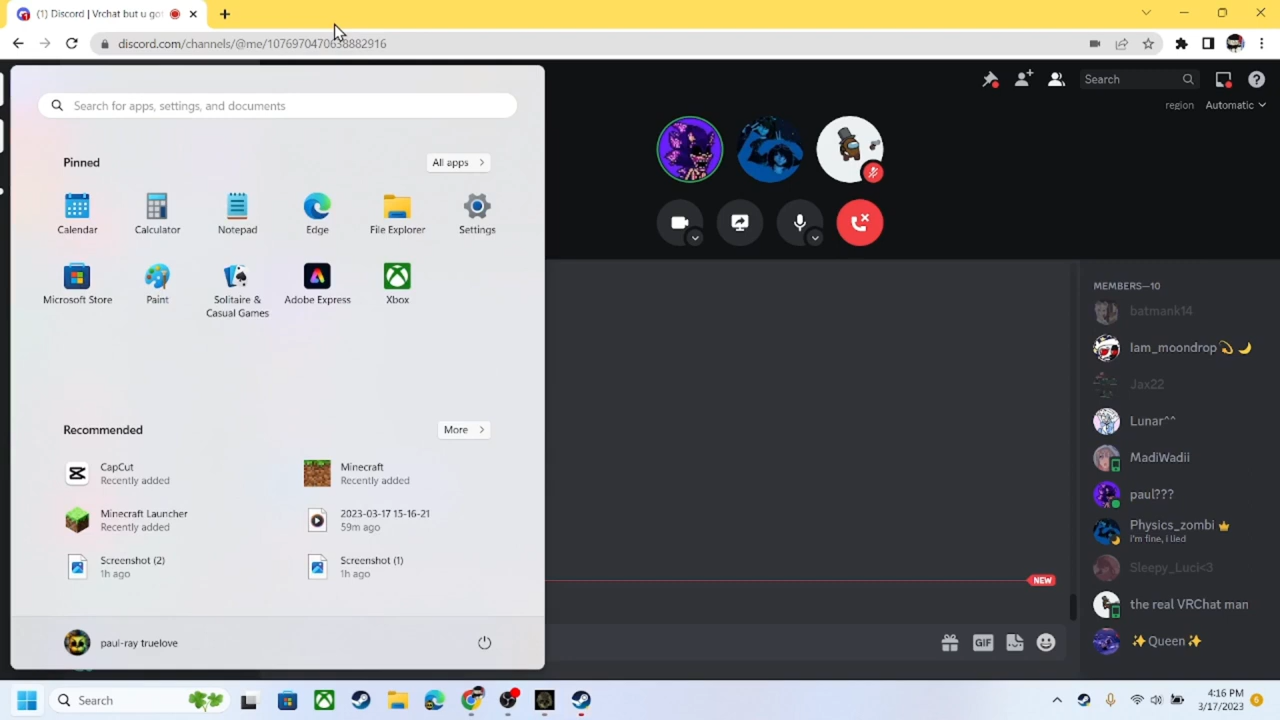 (1) Discord | Vrchat but u got
discord.com/channels/@me/1076970470638882916
Search for apps, settings, and documents
Search
region Automatic
Pinned
All apps
Calendar
Calculator
Notepad
Edge
File Explorer
Settings
Microsoft Store
Paint
Solitaire &
Casual Games
Adobe Express
Xbox
Recommended
More
CapCut
Recently added
Minecraft
Recently added
Minecraft Launcher
Recently added
2023-03-17 15-16-21
59m ago
Screenshot (2)
1h ago
Screenshot (1)
1h ago
paul-ray truelove
MEMBERS—10
batmank14
Iam_moondrop
Jax22
Lunar^^
MadiWadii
paul???
Physics_zombi
i'm fine, i lied
Sleepy_Luci<3
the real VRChat man
✨Queen✨
NEW
GIF
Search
4:16 PM
3/17/2023
6